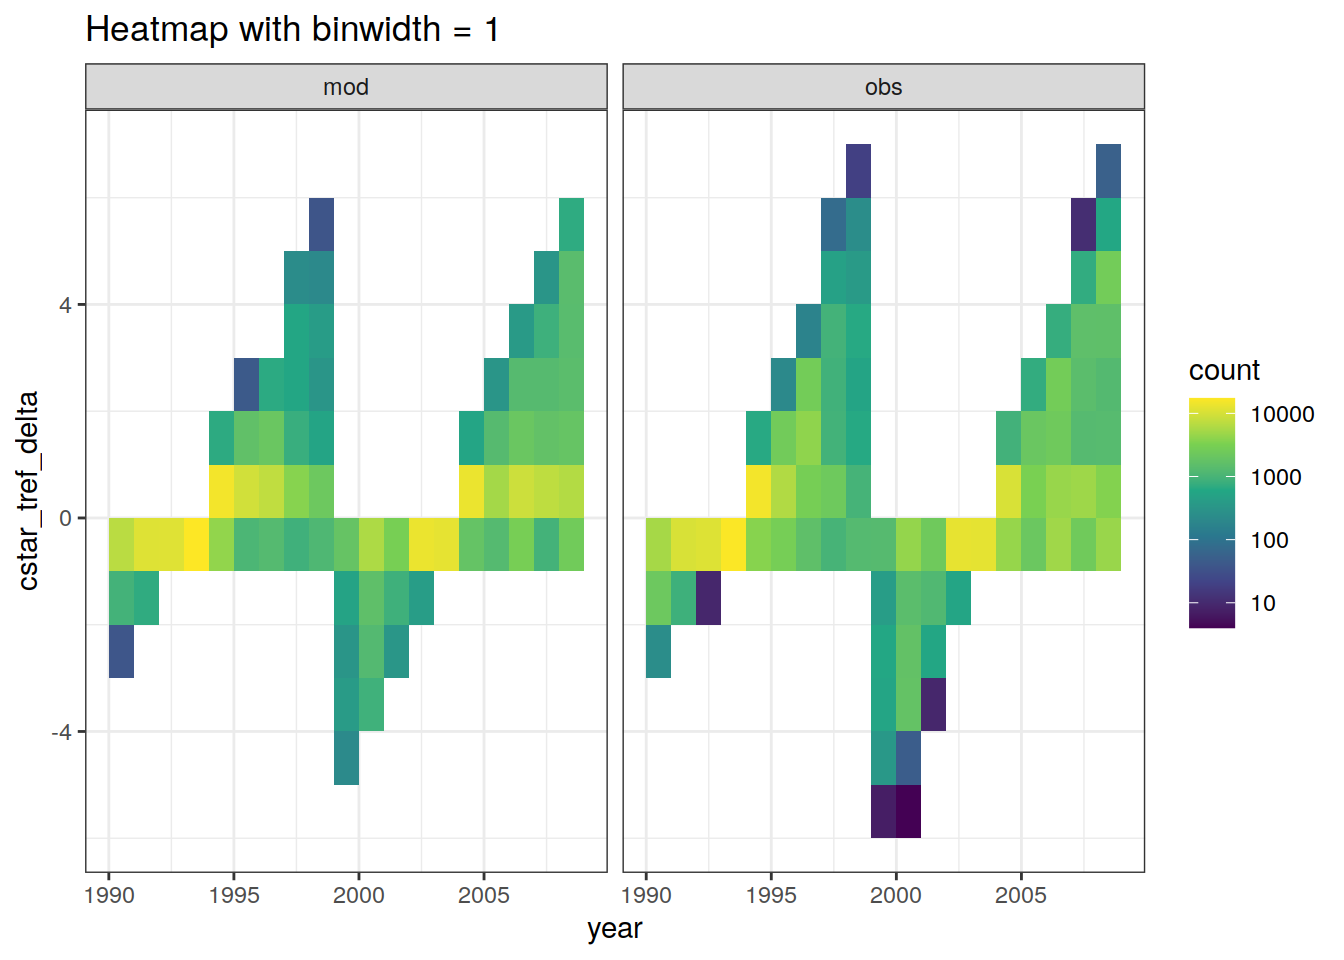 Heatmap with binwidth = 1
mod
obs
cstar_tref_delta
4
0
-4
1990
1995
2000
2005
1990
1995
2000
2005
year
count
10000
1000
100
10